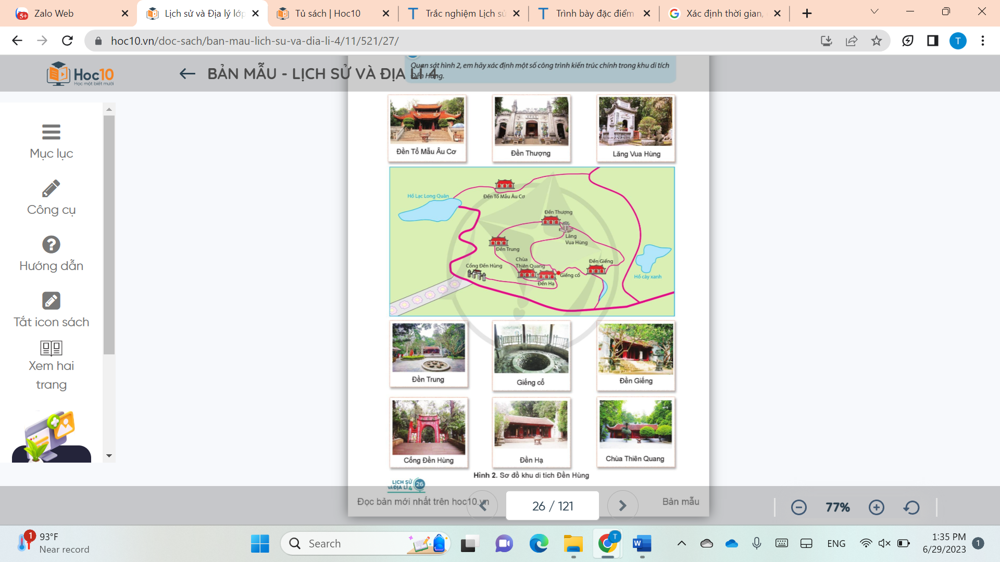 Zalo Web
Lịch sử và Địa lý lớp
Tủ sách | Hoc10
Trắc nghiệm Lịch sử
Trình bày đặc điểm
Xác định thời gian,
hoc10.vn/doc-sach/ban-mau-lich-su-va-dia-li-4/11/521/27/
T
Hoc10
Học một biết mười
BẢN MẪU - LỊCH SỬ VÀ ĐỊA LÍ 4
Quan sát hình 2, em hãy xác định một số công trình kiến trúc chính trong khu di tích
Đền Hùng.
Mục lục
Công cụ
Hướng dẫn
Tắt icon sách
Xem hai
trang
Đền Tổ Mẫu Âu Cơ
Đền Thượng
Lăng Vua Hùng
Hồ Lạc Long Quân
Đền Tổ Mẫu Âu Cơ
Đền Thượng
Lăng
Vua Hùng
Đền Trung
Chùa
Thiên Quang
Cổng Đền Hùng
Đền Giếng
Giếng cổ
Đền Hạ
Hồ cây xanh
Đền Trung
Giếng cổ
Đền Giếng
Cổng Đền Hùng
Đền Hạ
Chùa Thiên Quang
Hình 2. Sơ đồ khu di tích Đền Hùng
LỊCH SỬ
VÀ ĐỊA LÍ 4
26
Đọc bản mới nhất trên hoc10.vn
26 / 121
Bản mẫu
77%
1
93°F
Near record
Search
T
ENG
1:35 PM
6/29/2023
1